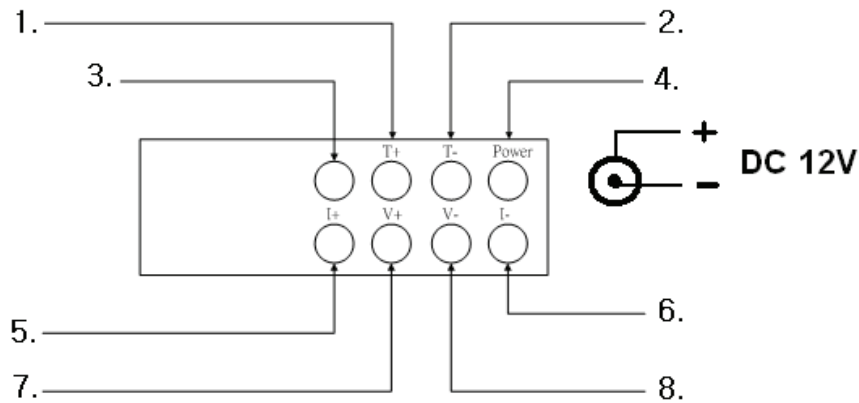 1. 2.
3. 4.
T+ T- Power
+
DC 12V
-
I+ V+ V- I-
5. 6.
7. 8.